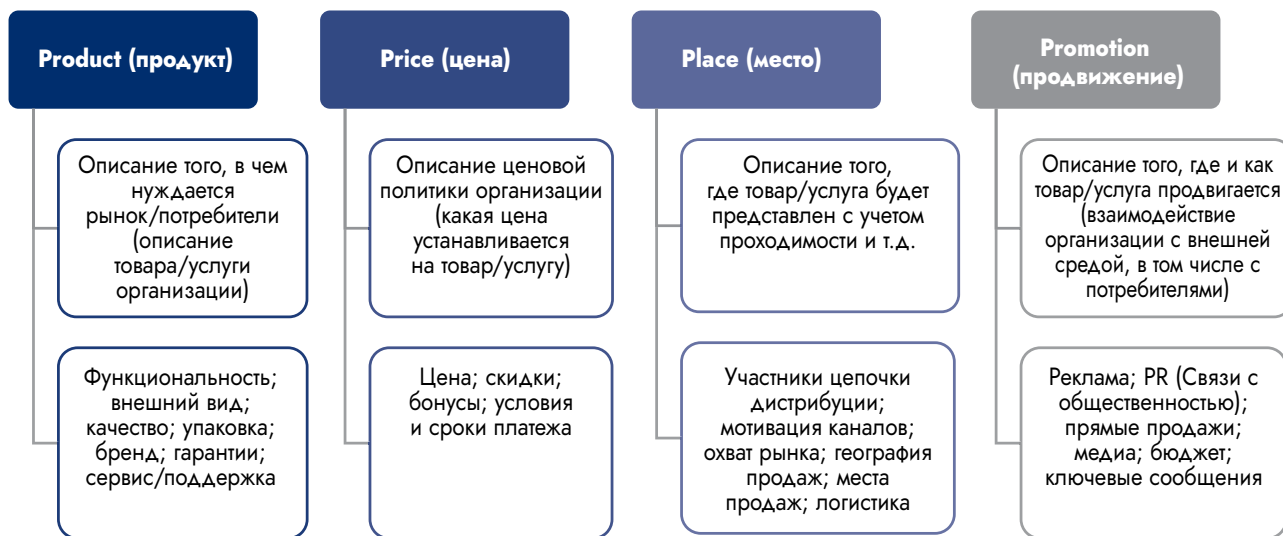 Product (продукт)
Описание того, в чем
нуждается
рынок/потребители
(описание
товара/услуги
организации)
Функциональность;
внешний вид;
качество; упаковка;
бренд; гарантии;
сервис/поддержка
Price (цена)
Описание ценовой
политики организации
(какая цена
устанавливается
на товар/услугу)
Цена; скидки;
бонусы; условия
и сроки платежа
Place (место)
Описание того,
где товар/услуга будет
представлен с учетом
проходимости и т.д.
Участники цепочки
дистрибуции;
мотивация каналов;
охват рынка; география
продаж; места
продаж; логистика
Promotion
(продвижение)
Описание того, где и как
товар/услуга продвигается
(взаимодействие
организации с внешней
средой, в том числе с
потребителями)
Реклама; PR (Связи с
общественностью);
прямые продажи;
медиа; бюджет;
ключевые сообщения